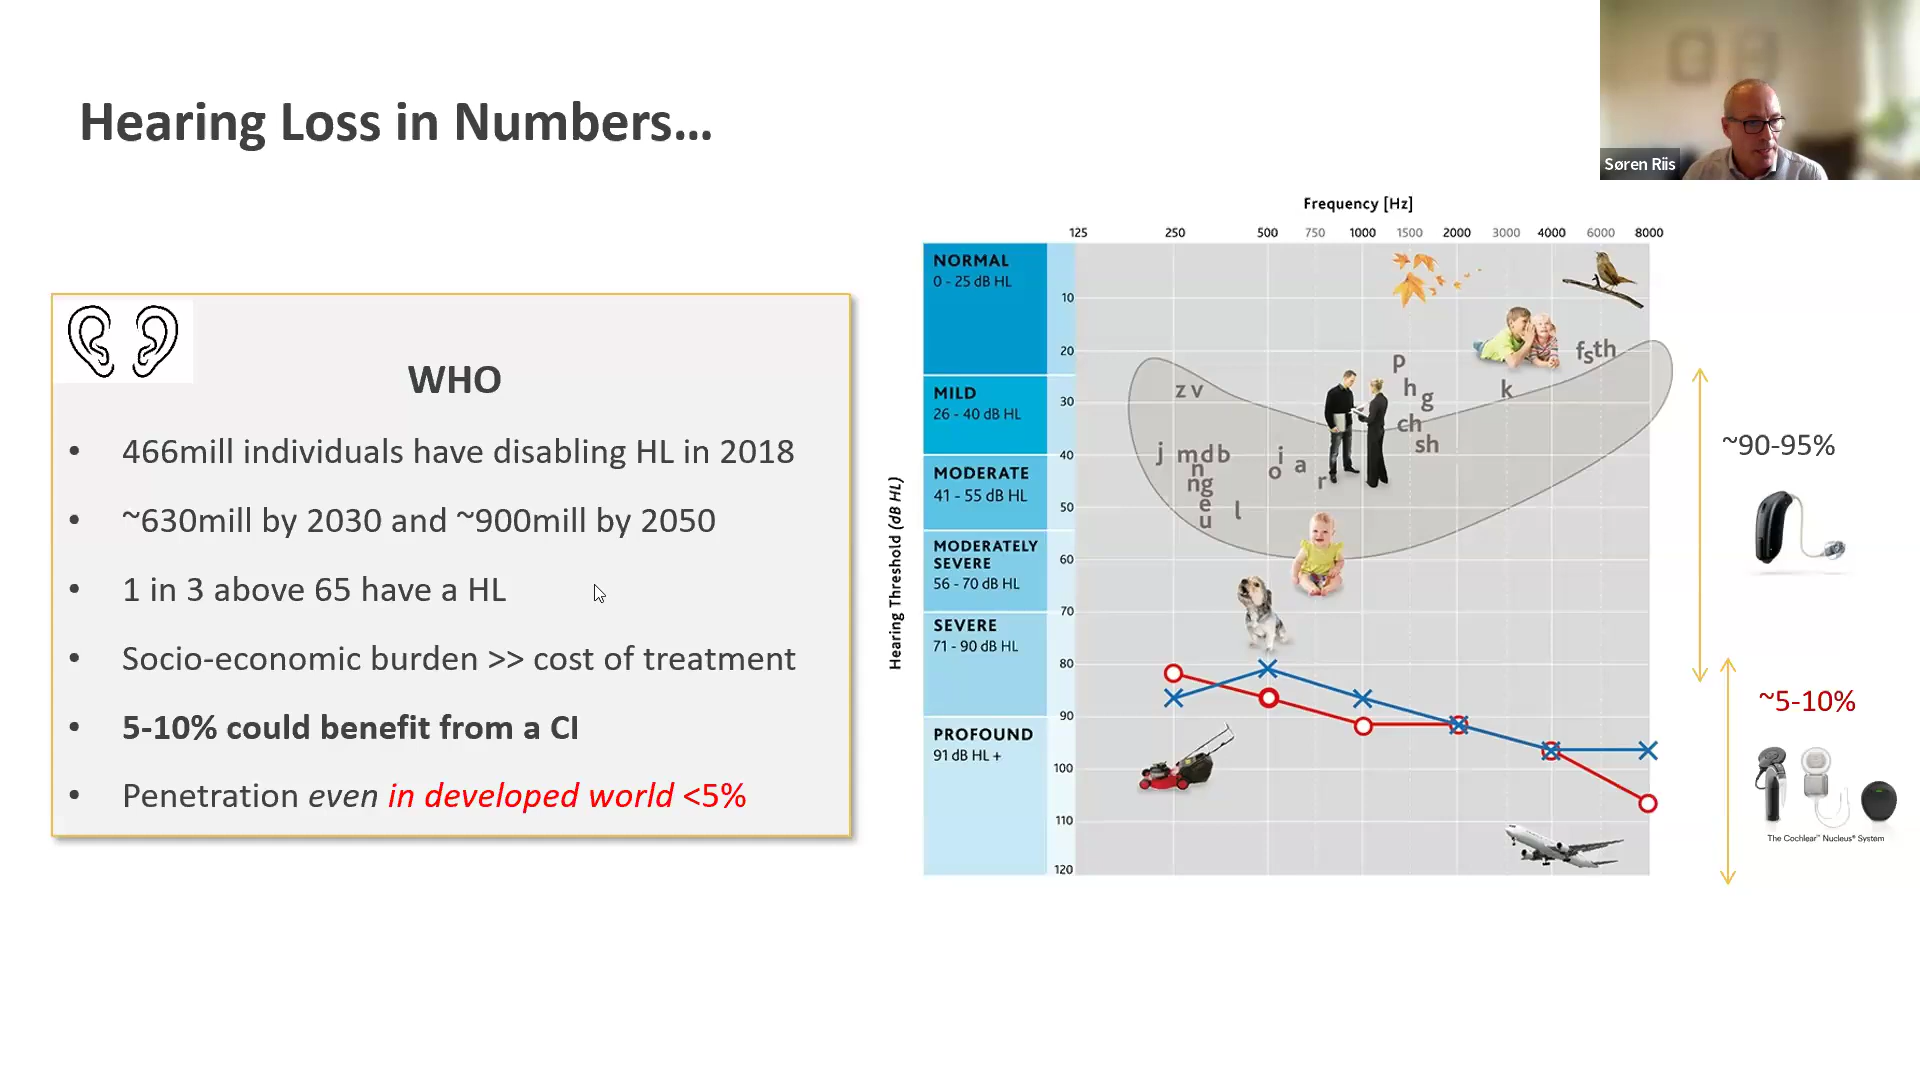 Hearing Loss in Numbers...
Søren Riis
WHO
• 466mill individuals have disabling HL in 2018
• ~630mill by 2030 and ~900mill by 2050
• 1 in 3 above 65 have a HL
• Socio-economic burden >> cost of treatment
• 5-10% could benefit from a CI
• Penetration even in developed world <5%
Frequency [Hz]
125 250 500 750 1000 1500 2000 3000 4000 6000 8000
Hearing Threshold (dB HL)
NORMAL
0 - 25 dB HL
MILD
26 - 40 dB HL
MODERATE
41 - 55 dB HL
MODERATELY
SEVERE
56 - 70 dB HL
SEVERE
71 - 90 dB HL
PROFOUND
91 dB HL +
10
20
30
40
50
60
70
80
90
100
110
120
z v
j m d b
n
ng
e
u
l
i
o a
r
p
h
g
ch
sh
k
f s th
~90-95%
~5-10%
The Cochlear™ Nucleus® System